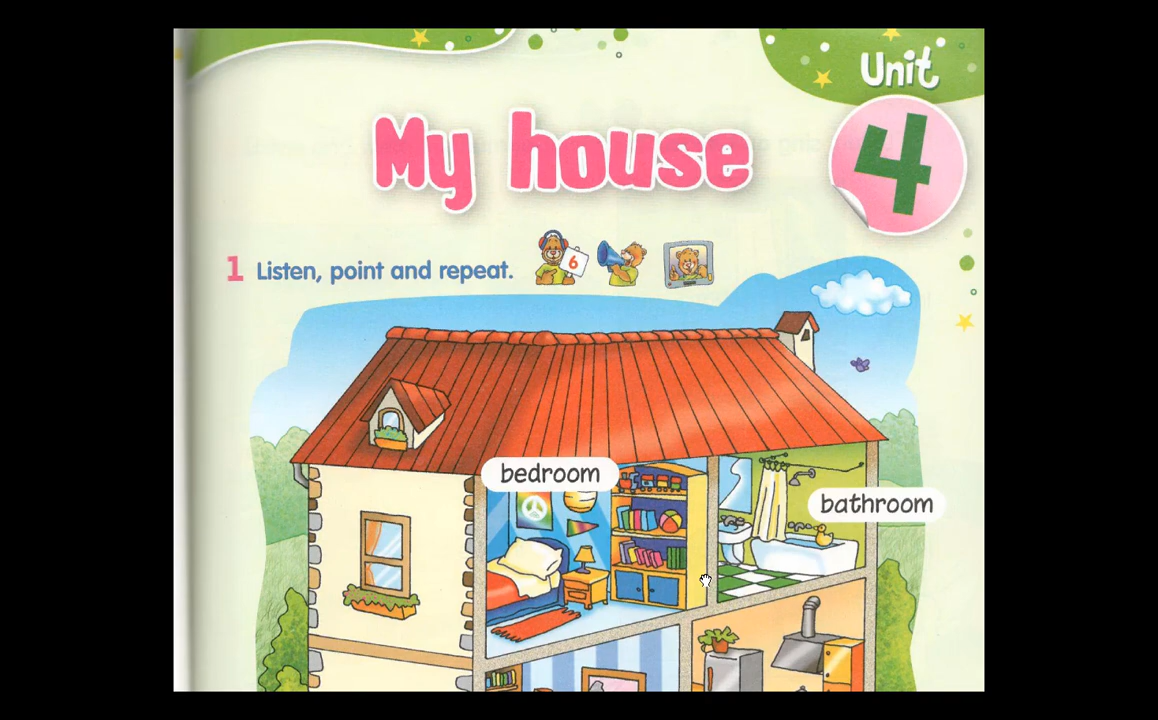 Unit
4
My house
1 Listen, point and repeat.
6
bedroom
bathroom